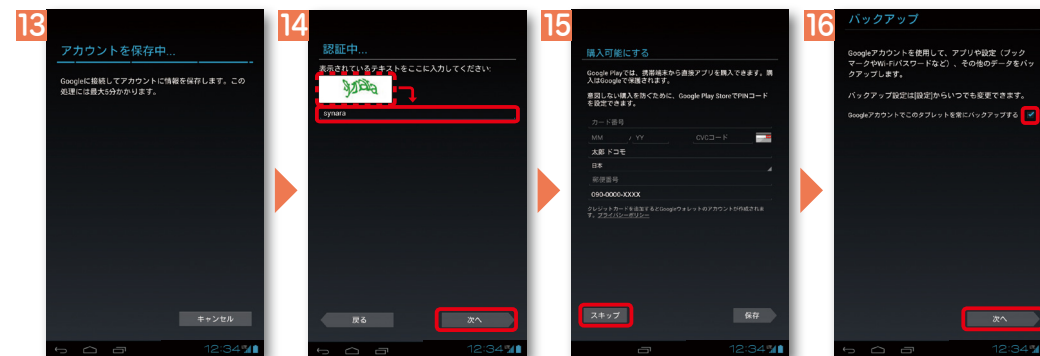 13
アカウントを保存中...
Googleに接続してアカウントに情報を保存します。この
処理には最大5分かかります。
キャンセル
12:34
14
認証中...
表示されているテキストをここに入力してください:
synara
戻る
次へ
12:34
15
購入可能にする
Google Playでは、携帯端末から直接アプリを購入できます。購
入はGoogleで保護されます。
意図しない購入を防ぐために、Google Play StoreでPINコード
を設定できます。
カード番号
MM / YY CVCコード
太郎 ドコモ
日本
郵便番号
090-0000-XXXX
クレジットカードを追加するとGoogleウォレットのアカウントが作成されま
す。プライバシーポリシー
スキップ
保存
12:34
16
バックアップ
Googleアカウントを使用して、アプリや設定（ブック
マークやWi-Fiパスワードなど）、その他のデータをバッ
クアップします。
バックアップ設定は[設定]からいつでも変更できます。
Googleアカウントでこのタブレットを常にバックアップする
次へ
12:34